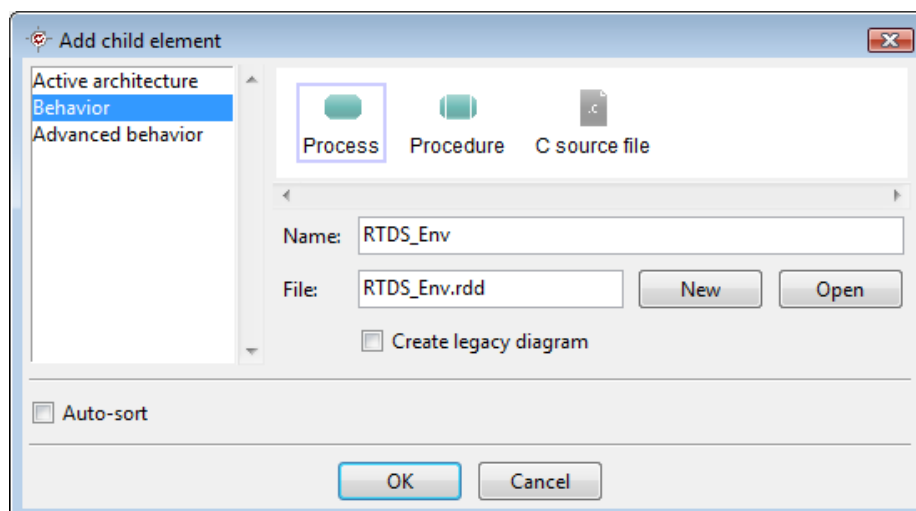 Add child element
Active architecture
Behavior
Advanced behavior
Process Procedure C source file
.c
Name: RTDS_Env
File: RTDS_Env.rdd New Open
Create legacy diagram
Auto-sort
OK Cancel